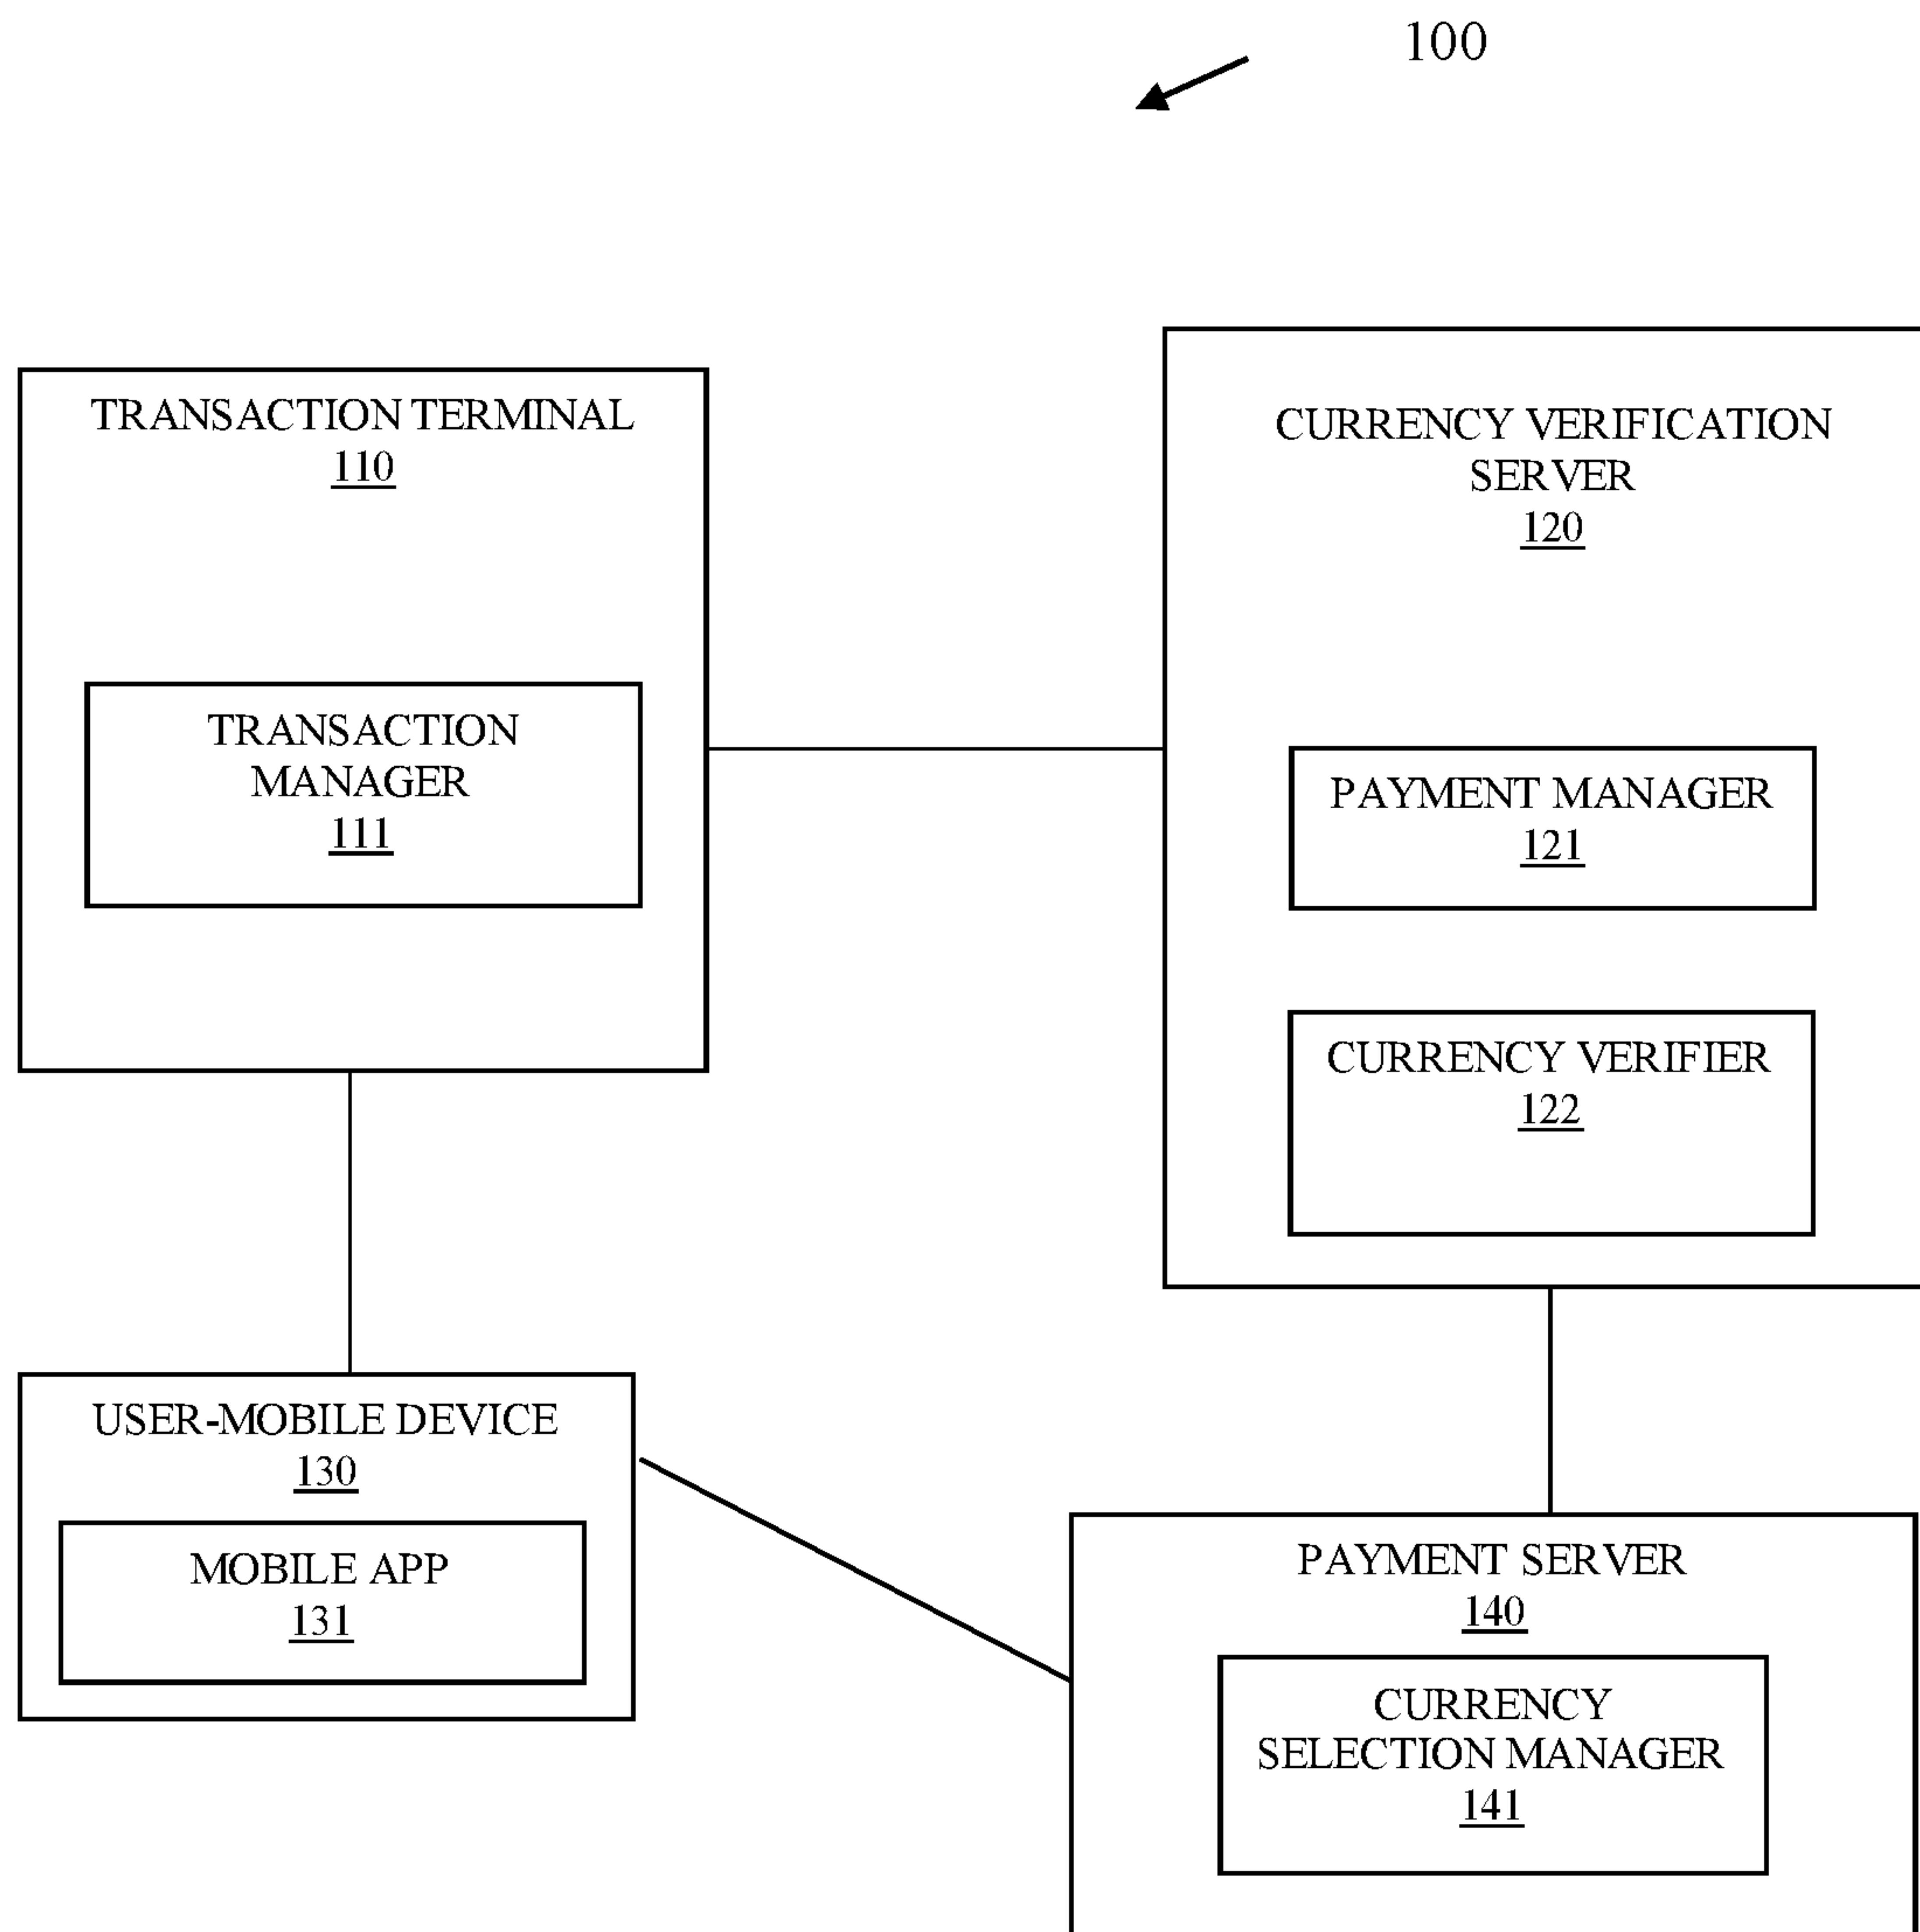 100
TRANSACTION TERMINAL
110
TRANSACTION
MANAGER
111
CURRENCY VERIFICATION
SERVER
120
PAYMENT MANAGER
121
CURRENCY VERIFIER
122
USER-MOBILE DEVICE
130
MOBILE APP
131
PAYMENT SERVER
140
CURRENCY
SELECTION MANAGER
141